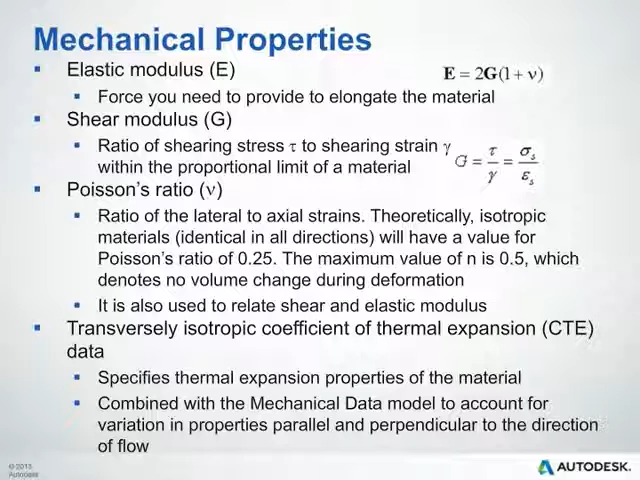 Mechanical Properties
Elastic modulus (E)
E = 2G(1 + ν)
Force you need to provide to elongate the material
Shear modulus (G)
Ratio of shearing stress τ to shearing strain γ
within the proportional limit of a material
G = τ/γ = σs/εs
Poisson's ratio (ν)
Ratio of the lateral to axial strains. Theoretically, isotropic
materials (identical in all directions) will have a value for
Poisson's ratio of 0.25. The maximum value of n is 0.5, which
denotes no volume change during deformation
It is also used to relate shear and elastic modulus
Transversely isotropic coefficient of thermal expansion (CTE)
data
Specifies thermal expansion properties of the material
Combined with the Mechanical Data model to account for
variation in properties parallel and perpendicular to the direction
of flow
© 2013
Autodesk
AUTODESK.